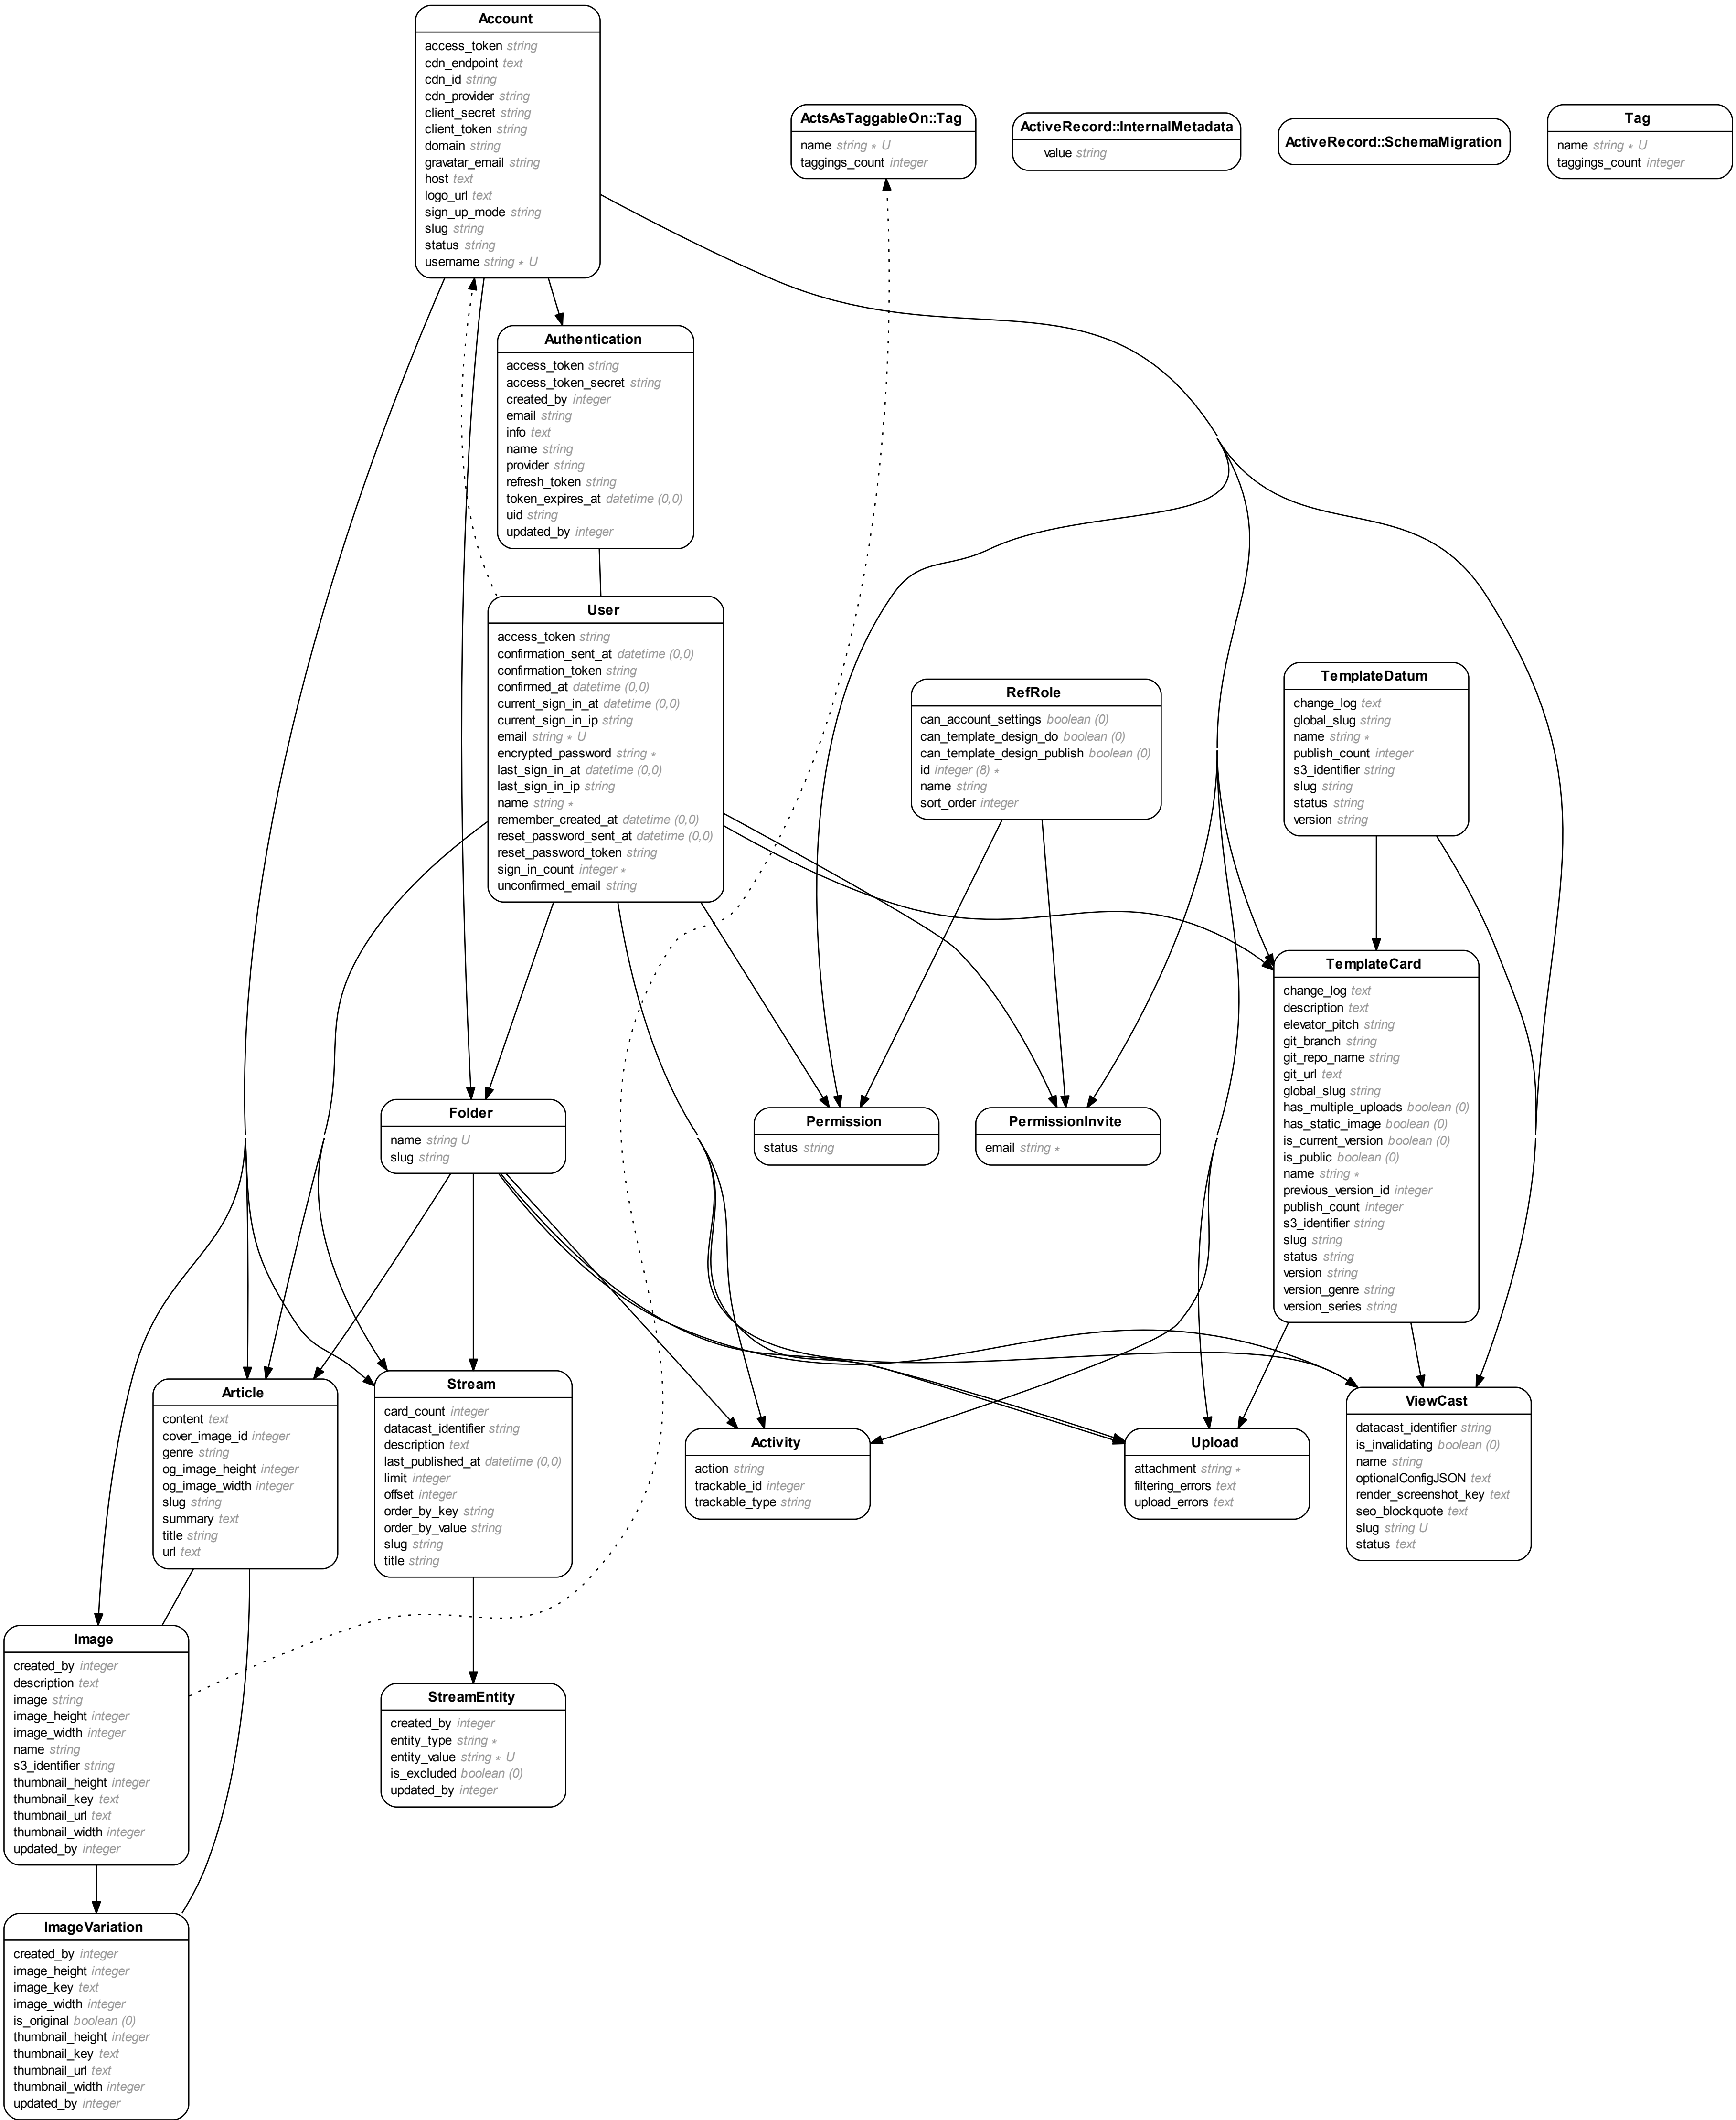 Account
access_token string
cdn_endpoint text
cdn_id string
cdn_provider string
client_secret string
client_token string
domain string
gravatar_email string
host text
logo_url text
sign_up_mode string
slug string
status string
username string ∗ U
ActsAsTaggableOn::Tag
name string ∗ U
taggings_count integer
ActiveRecord::InternalMetadata
value string
ActiveRecord::SchemaMigration
Tag
name string ∗ U
taggings_count integer
Authentication
access_token string
access_token_secret string
created_by integer
email string
info text
name string
provider string
refresh_token string
token_expires_at datetime (0,0)
uid string
updated_by integer
User
access_token string
confirmation_sent_at datetime (0,0)
confirmation_token string
confirmed_at datetime (0,0)
current_sign_in_at datetime (0,0)
current_sign_in_ip string
email string ∗ U
encrypted_password string ∗
last_sign_in_at datetime (0,0)
last_sign_in_ip string
name string ∗
remember_created_at datetime (0,0)
reset_password_sent_at datetime (0,0)
reset_password_token string
sign_in_count integer ∗
unconfirmed_email string
RefRole
can_account_settings boolean (0)
can_template_design_do boolean (0)
can_template_design_publish boolean (0)
id integer (8) ∗
name string
sort_order integer
TemplateDatum
change_log text
global_slug string
name string ∗
publish_count integer
s3_identifier string
slug string
status string
version string
TemplateCard
change_log text
description text
elevator_pitch string
git_branch string
git_repo_name string
git_url text
global_slug string
has_multiple_uploads boolean (0)
has_static_image boolean (0)
is_current_version boolean (0)
is_public boolean (0)
name string ∗
previous_version_id integer
publish_count integer
s3_identifier string
slug string
status string
version string
version_genre string
version_series string
Folder
name string U
slug string
Permission
status string
PermissionInvite
email string ∗
Article
content text
cover_image_id integer
genre string
og_image_height integer
og_image_width integer
slug string
summary text
title string
url text
Stream
card_count integer
datacast_identifier string
description text
last_published_at datetime (0,0)
limit integer
offset integer
order_by_key string
order_by_value string
slug string
title string
Activity
action string
trackable_id integer
trackable_type string
Upload
attachment string ∗
filtering_errors text
upload_errors text
ViewCast
datacast_identifier string
is_invalidating boolean (0)
name string
optionalConfigJSON text
render_screenshot_key text
seo_blockquote text
slug string U
status text
Image
created_by integer
description text
image string
image_height integer
image_width integer
name string
s3_identifier string
thumbnail_height integer
thumbnail_key text
thumbnail_url text
thumbnail_width integer
updated_by integer
StreamEntity
created_by integer
entity_type string ∗
entity_value string ∗ U
is_excluded boolean (0)
updated_by integer
ImageVariation
created_by integer
image_height integer
image_key text
image_width integer
is_original boolean (0)
thumbnail_height integer
thumbnail_key text
thumbnail_url text
thumbnail_width integer
updated_by integer